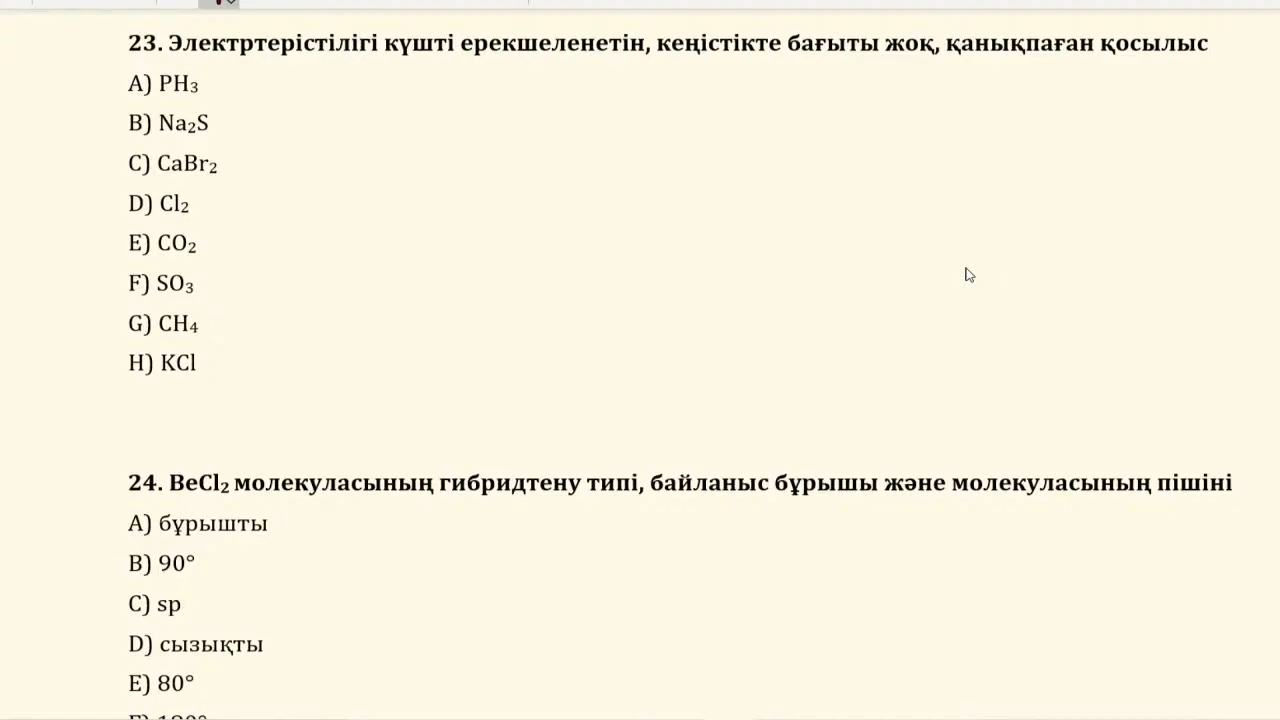 23. Электртерістілігі күшті ерекшеленетін, кеңістікте бағыты жоқ, қанықпаған қосылыс
A) PH₃
B) Na₂S
C) CaBr₂
D) Cl₂
E) CO₂
F) SO₃
G) CH₄
H) KCl
24. BeCl₂ молекуласының гибридтену типі, байланыс бұрышы және молекуласының пішіні
A) бұрышты
B) 90°
C) sp
D) сызықты
E) 80°